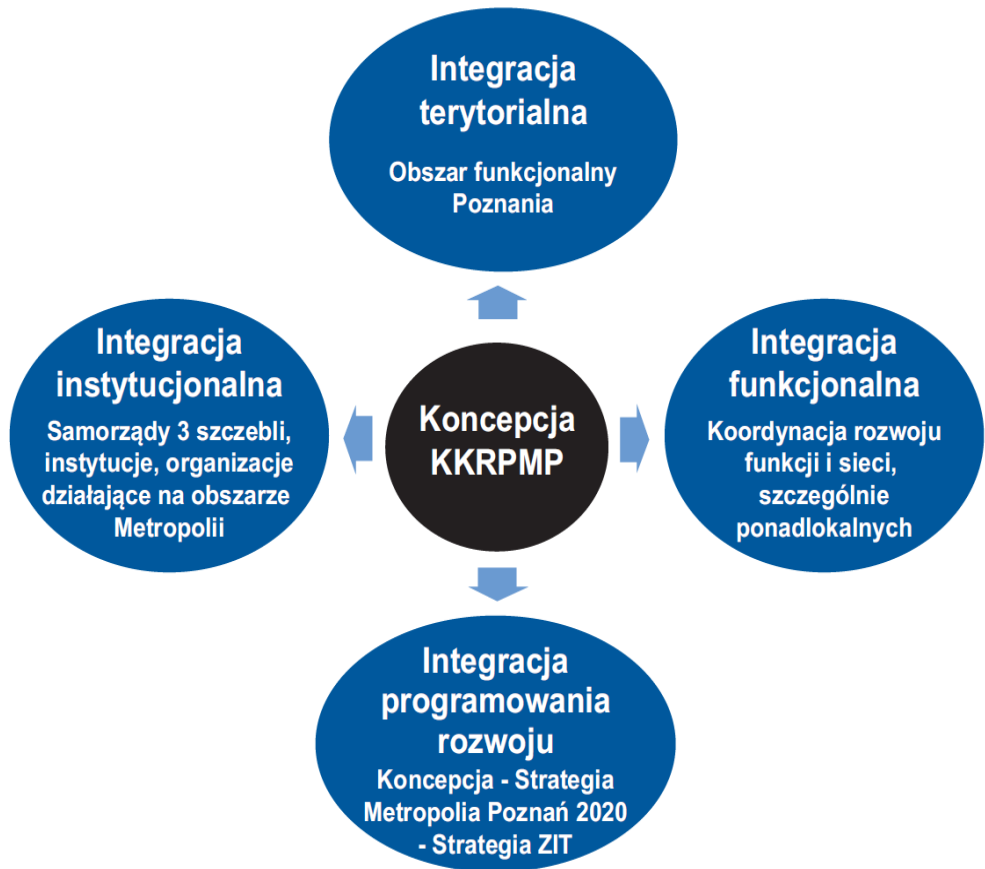 Integracja
terytorialna
Obszar funkcjonalny
Poznania
Integracja
instytucjonalna
Samorządy 3 szczebli,
instytucje, organizacje
działające na obszarze
Metropolii
Koncepcja
KKRPMP
Integracja
funkcjonalna
Koordynacja rozwoju
funkcji i sieci,
szczególnie
ponadlokalnych
Integracja
programowania
rozwoju
Koncepcja - Strategia
Metropolia Poznań 2020
- Strategia ZIT